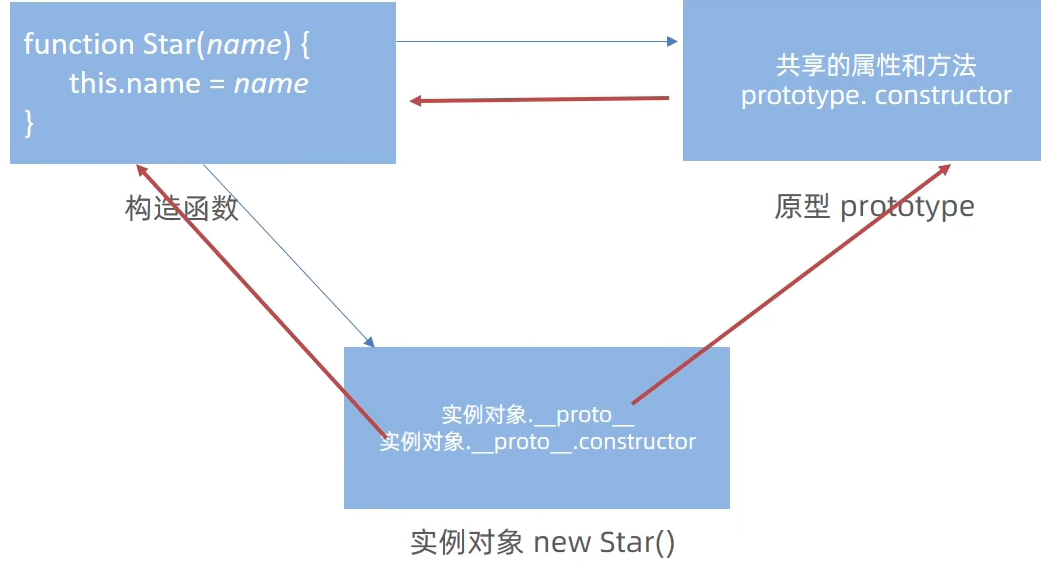 function Star(name) {
this.name = name
}
共享的属性和方法
prototype. constructor
构造函数
原型 prototype
实例对象.__proto__
实例对象.__proto__.constructor
实例对象 new Star()